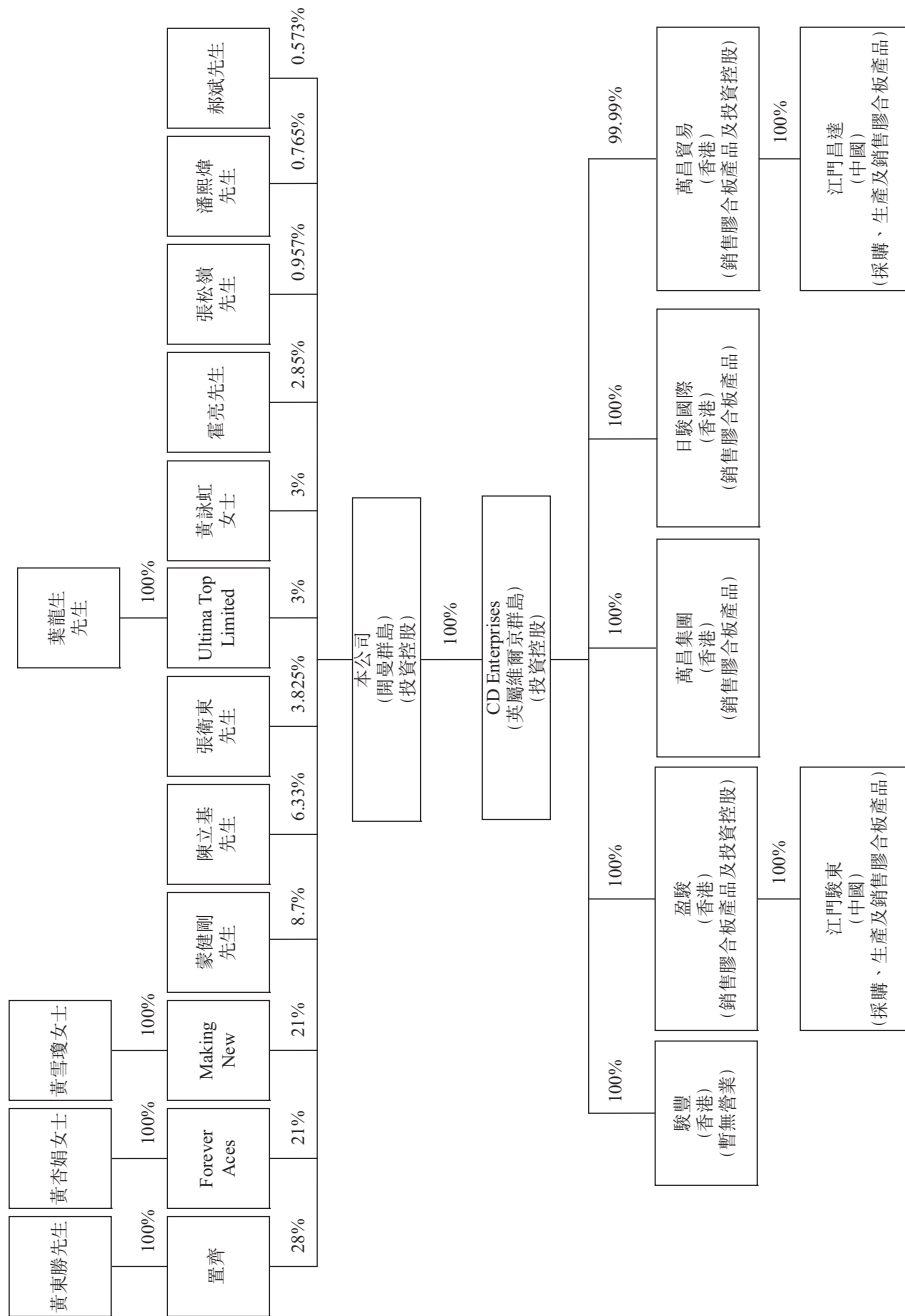 葉龍生
先生
黃東勝先生
黃杏娟女士
黃雪瓊女士
100%
100%
100%
100%
置齊
Forever
Aces
Making
New
蒙健剛
先生
陳立基
先生
張衛東
先生
Ultima Top
Limited
黃詠虹
女士
霍亮先生
張松嶺
先生
潘熙煒
先生
郝斌先生
28%
21%
21%
8.7%
6.33%
3.825%
3%
3%
2.85%
0.957%
0.765%
0.573%
本公司
(開曼群島)
(投資控股)
100%
CD Enterprises
(英屬維爾京群島)
(投資控股)
100%
100%
100%
100%
99.99%
駿豐
(香港)
(暫無營業)
盈駿
(香港)
(銷售膠合板產品及投資控股)
萬昌集團
(香港)
(銷售膠合板產品)
日駿國際
(香港)
(銷售膠合板產品)
萬昌貿易
(香港)
(銷售膠合板產品及投資控股)
100%
100%
江門駿東
(中國)
(採購、生產及銷售膠合板產品)
江門昌達
(中國)
(採購、生產及銷售膠合板產品)